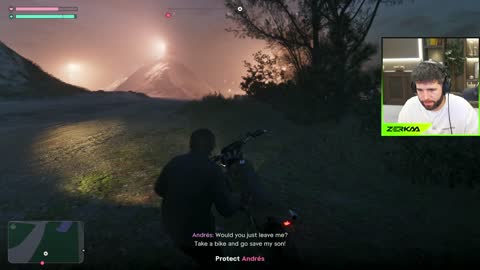 ZERKAA
Andrés: Would you just leave me?
Take a bike and go save my son!
Protect Andrés